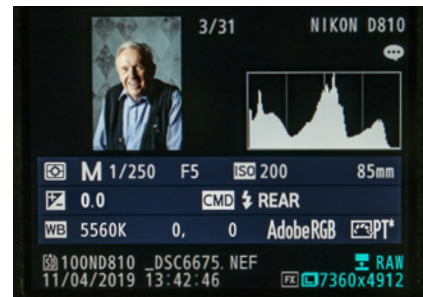 3/31 NIKON D810
M 1/250 F5 ISO 200 85mm
0.0 CMD REAR
WB 5560K 0, 0 AdobeRGB PT*
100ND810 _DSC6675.NEF RAW
11/04/2019 13:42:46 FX 7360x4912